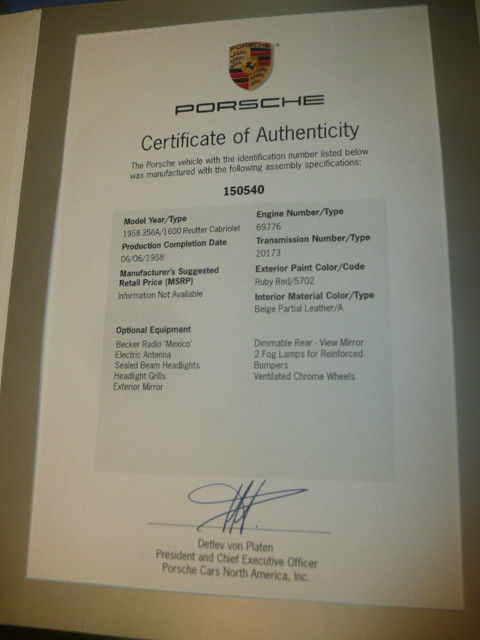 PORSCHE
PORSCHE
Certificate of Authenticity
The Porsche vehicle with the identification number listed below
was manufactured with the following assembly specifications:
150540
Model Year/Type
1958 356A/1600 Reutter Cabriolet
Production Completion Date
06/06/1958
Manufacturer's Suggested
Retail Price (MSRP)
Information Not Available
Engine Number/Type
69776
Transmission Number/Type
20173
Exterior Paint Color/Code
Ruby Red/5702
Interior Material Color/Type
Beige Partial Leather/A
Optional Equipment
Becker Radio 'Mexico'
Electric Antenna
Sealed Beam Headlights
Headlight Grills
Exterior Mirror
Dimmable Rear - View Mirror
2 Fog Lamps for Reinforced
Bumpers
Ventilated Chrome Wheels
Detlev von Platen
President and Chief Executive Officer
Porsche Cars North America, Inc.